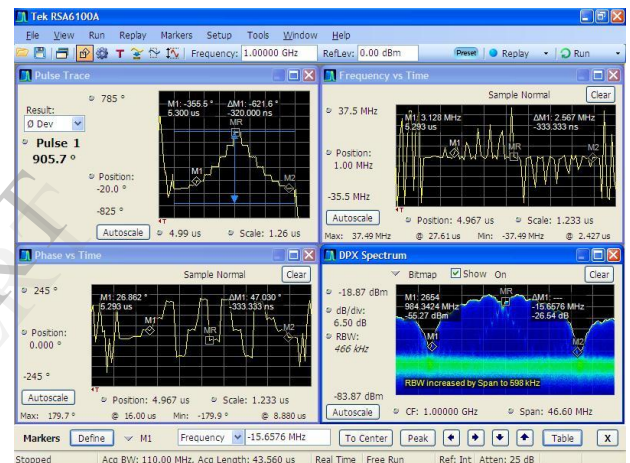 Tek RSA6100A
File View Run Replay Markers Setup Tools Window Help
Frequency: 1.00000 GHz RefLev: 0.00 dBm Preset Replay Run
Pulse Trace
785 °
Result:
Ø Dev
Pulse 1
905.7 °
Position:
-20.0 °
-825 °
M1: -355.5 ° ΔM1: -621.6 °
5.300 us -320.000 ns
MR
M1
M2
Autoscale 4.99 us Scale: 1.26 us
Frequency vs Time
Sample Normal Clear
37.5 MHz
Position:
1.00 MHz
-35.5 MHz
M1: 3.128 MHz ΔM1: 2.567 MHz
5.293 us -333.333 ns
M1 MR M2
Autoscale Position: 4.967 us Scale: 1.233 us
Max: 37.49 MHz @ 27.61 us Min: -37.49 MHz @ 2.427 us
Phase vs Time
Sample Normal Clear
245 °
Position:
0.000 °
-245 °
M1: 26.862 ° ΔM1: 47.030 °
5.293 us -333.333 ns
M1 MR M2
Autoscale Position: 4.967 us Scale: 1.233 us
Max: 179.7 ° @ 16.00 us Min: -179.9 ° @ 8.880 us
DPX Spectrum
Bitmap Show On Clear
-18.87 dBm
dB/div:
6.50 dB
RBW:
466 kHz
-83.87 dBm
M1: 2654 ΔM1: ---
984.3424 MHz -15.6576 MHz
-55.27 dBm -26.54 dB
MR
M1
M2
RBW increased by Span to 598 kHz
Autoscale CF: 1.00000 GHz Span: 46.60 MHz
Markers Define M1 Frequency -15.6576 MHz To Center Peak Table X
Stopped Acq BW: 110.00 MHz, Acq Length: 43.560 us Real Time Free Run Ref: Int Atten: 25 dB